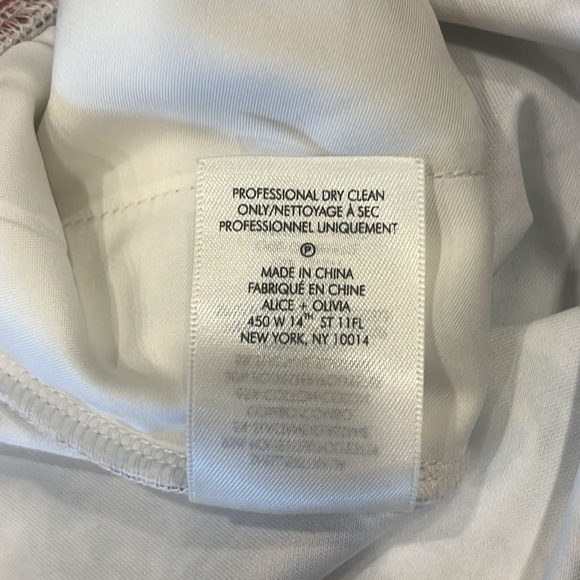 PROFESSIONAL DRY CLEAN
ONLY/NETTOYAGE À SEC
PROFESSIONNEL UNIQUEMENT
P
MADE IN CHINA
FABRIQUÉ EN CHINE
ALICE + OLIVIA
450 W 14TH ST 11FL
NEW YORK, NY 10014